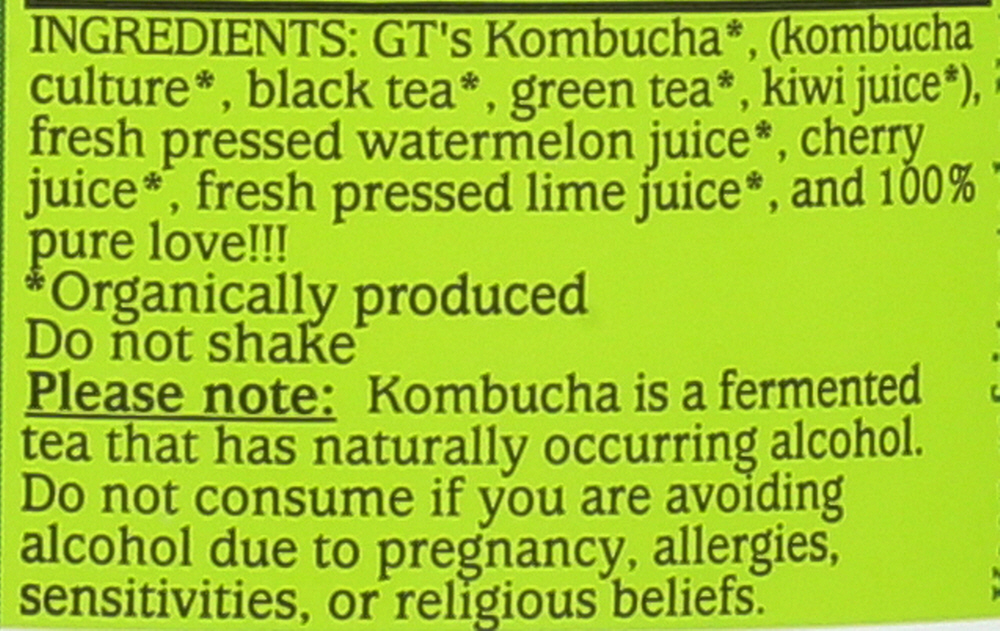 INGREDIENTS: GT's Kombucha*, (kombucha
culture*, black tea*, green tea*, kiwi juice*),
fresh pressed watermelon juice*, cherry
juice*, fresh pressed lime juice*, and 100%
pure love!!!
*Organically produced
Do not shake
Please note: Kombucha is a fermented
tea that has naturally occurring alcohol.
Do not consume if you are avoiding
alcohol due to pregnancy, allergies,
sensitivities, or religious beliefs.